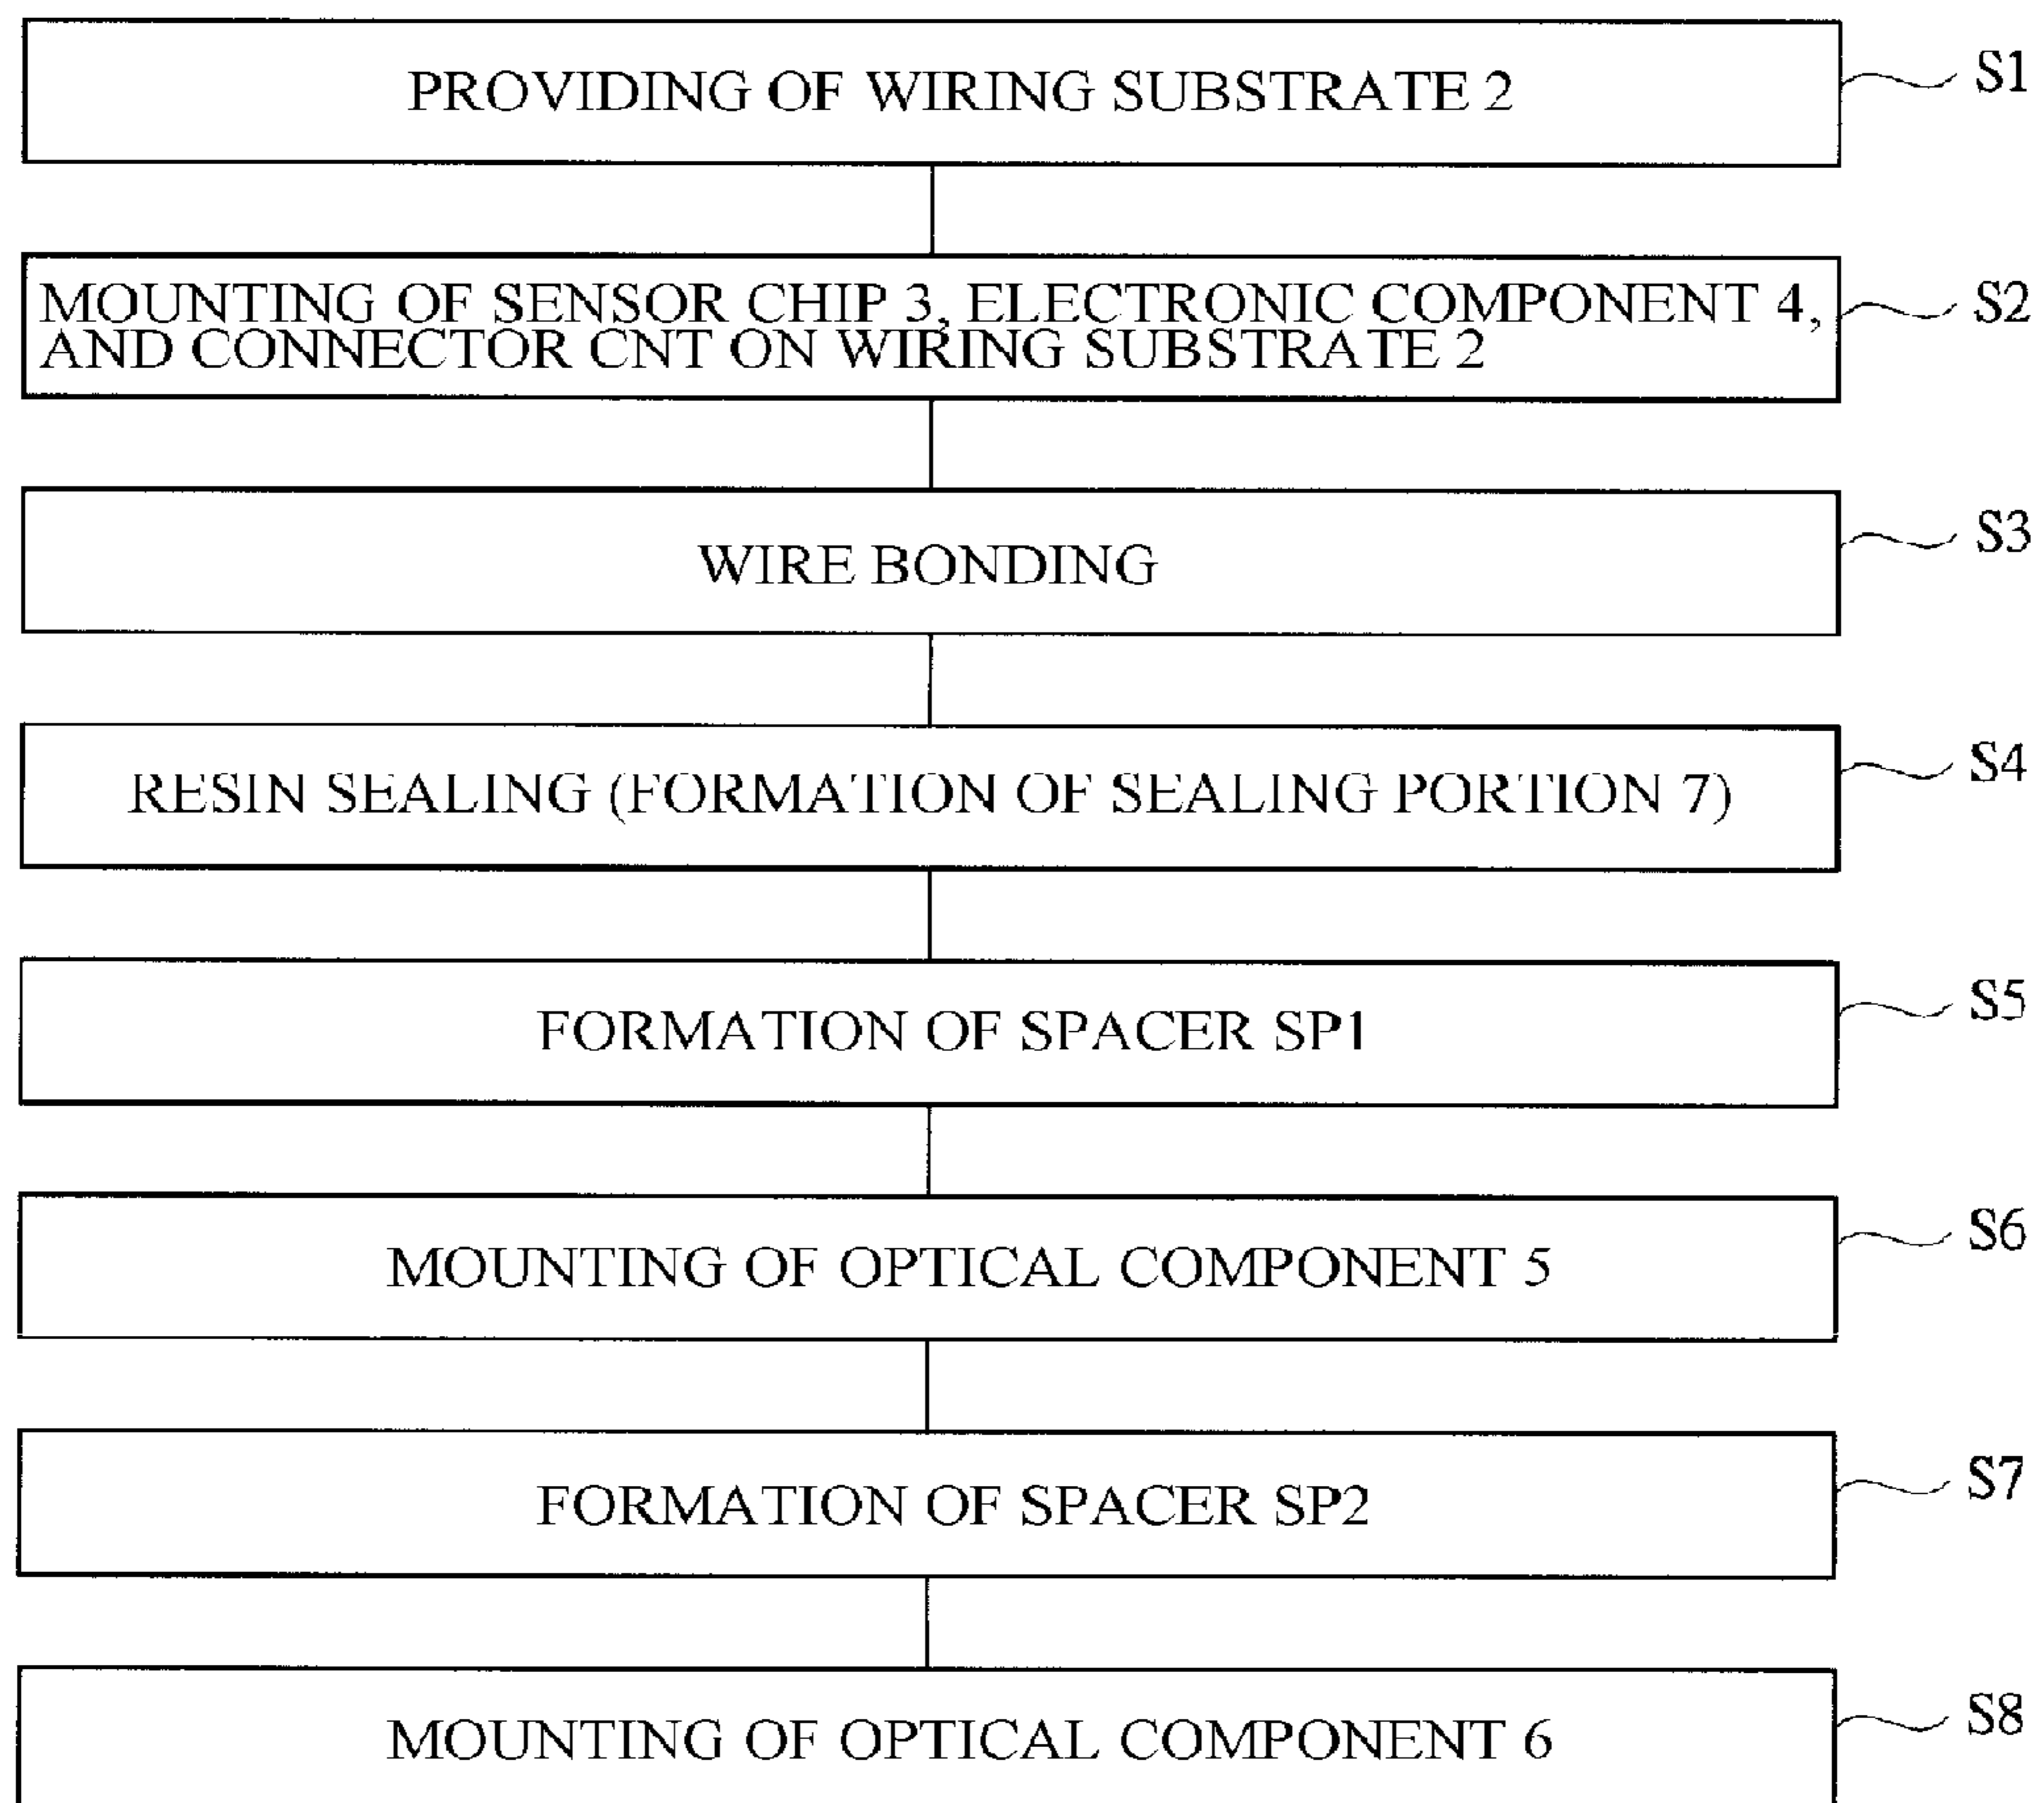 PROVIDING OF WIRING SUBSTRATE 2
S1
MOUNTING OF SENSOR CHIP 3, ELECTRONIC COMPONENT 4,
AND CONNECTOR CNT ON WIRING SUBSTRATE 2
S2
WIRE BONDING
S3
RESIN SEALING (FORMATION OF SEALING PORTION 7)
S4
FORMATION OF SPACER SP1
S5
MOUNTING OF OPTICAL COMPONENT 5
S6
FORMATION OF SPACER SP2
S7
MOUNTING OF OPTICAL COMPONENT 6
S8